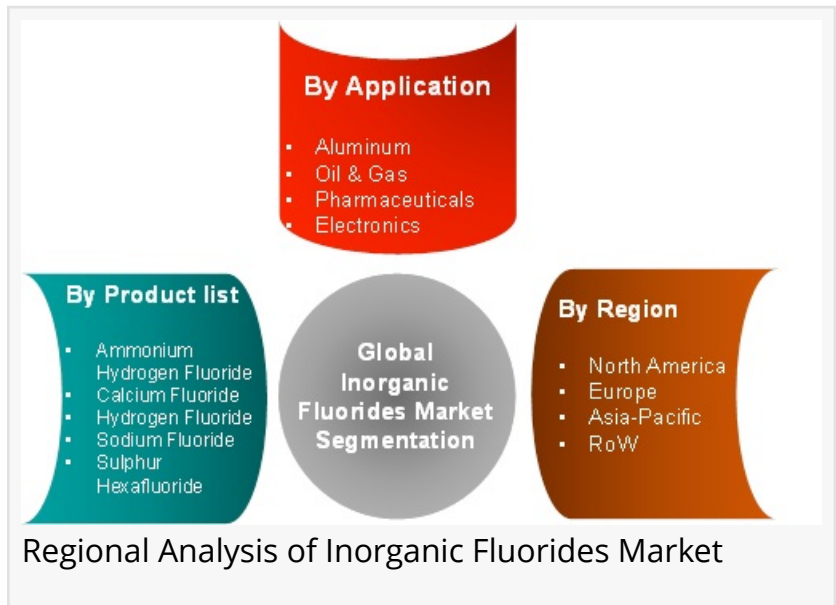 By Application
▪ Aluminum
▪ Oil & Gas
▪ Pharmaceuticals
▪ Electronics
By Product list
▪ Ammonium
Hydrogen Fluoride
▪ Calcium Fluoride
▪ Hydrogen Fluoride
▪ Sodium Fluoride
▪ Sulphur
Hexafluoride
Global
Inorganic
Fluorides Market
Segmentation
By Region
▪ North America
▪ Europe
▪ Asia-Pacific
▪ RoW
Regional Analysis of Inorganic Fluorides Market